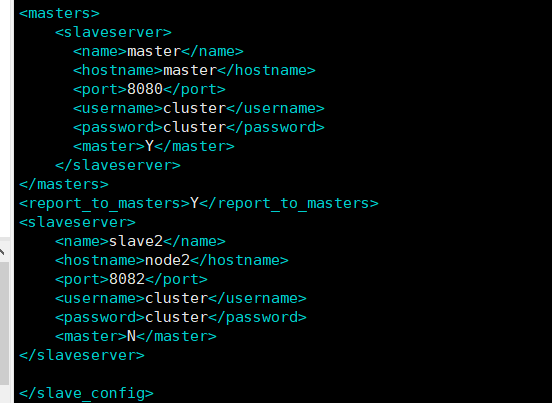 <masters>
    <slaveserver>
      <name>master</name>
      <hostname>master</hostname>
      <port>8080</port>
      <username>cluster</username>
      <password>cluster</password>
      <master>Y</master>
    </slaveserver>
</masters>
<report_to_masters>Y</report_to_masters>
<slaveserver>
    <name>slave2</name>
    <hostname>node2</hostname>
    <port>8082</port>
    <username>cluster</username>
    <password>cluster</password>
    <master>N</master>
</slaveserver>

</slave_config>